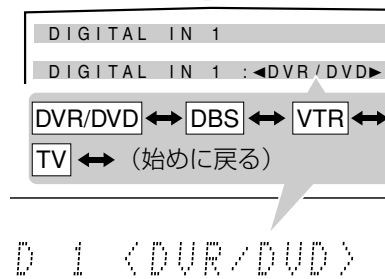 DIGITAL IN 1
DIGITAL IN 1 :◄DVR/DVD►
DVR/DVD ↔ DBS ↔ VTR ↔
TV ↔ (始めに戻る)
D 1 <DVR/DVD>